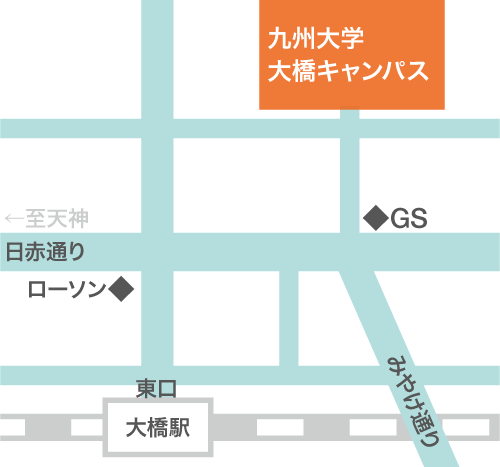 九州大学
大橋キャンパス
←至天神
◆GS
日赤通り
ローソン◆
みやけ通り
東口
大橋駅